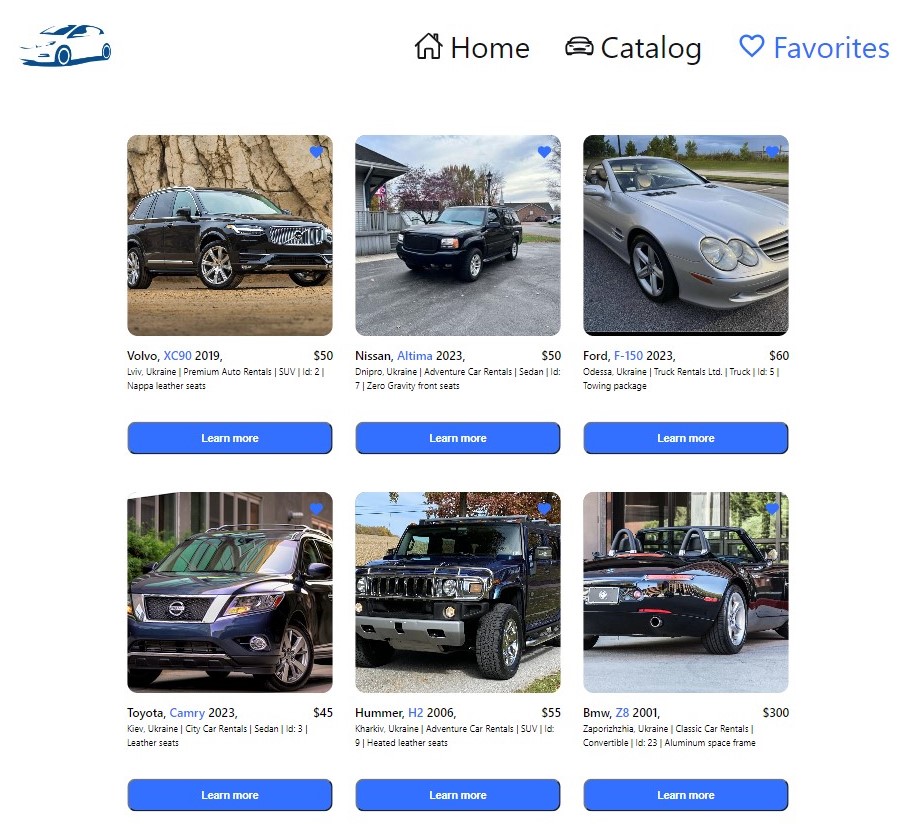 Home Catalog Favorites
Volvo, XC90 2019, $50
Lviv, Ukraine | Premium Auto Rentals | SUV | Id: 2 |
Nappa leather seats
Learn more
Nissan, Altima 2023, $50
Dnipro, Ukraine | Adventure Car Rentals | Sedan | Id:
7 | Zero Gravity front seats
Learn more
Ford, F-150 2023, $60
Odessa, Ukraine | Truck Rentals Ltd. | Truck | Id: 5 |
Towing package
Learn more
Toyota, Camry 2023, $45
Kiev, Ukraine | City Car Rentals | Sedan | Id: 3 |
Leather seats
Learn more
Hummer, H2 2006, $55
Kharkiv, Ukraine | Adventure Car Rentals | SUV | Id:
9 | Heated leather seats
Learn more
Bmw, Z8 2001, $300
Zaporizhzhia, Ukraine | Classic Car Rentals |
Convertible | Id: 23 | Aluminum space frame
Learn more